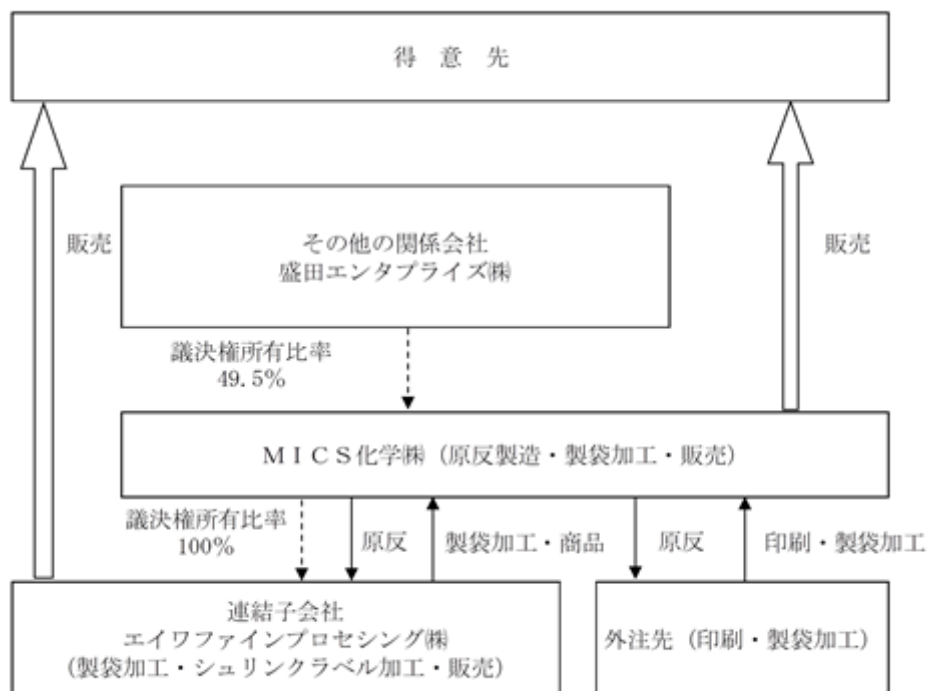 得　意　先
販売
その他の関係会社
盛田エンタプライズ㈱
販売
議決権所有比率
49.5%
ＭＩＣＳ化学㈱（原反製造・製袋加工・販売）
議決権所有比率
100%
原反
製袋加工・商品
原反
印刷・製袋加工
連結子会社
エイワファインプロセシング㈱
（製袋加工・シュリンクラベル加工・販売）
外注先（印刷・製袋加工）